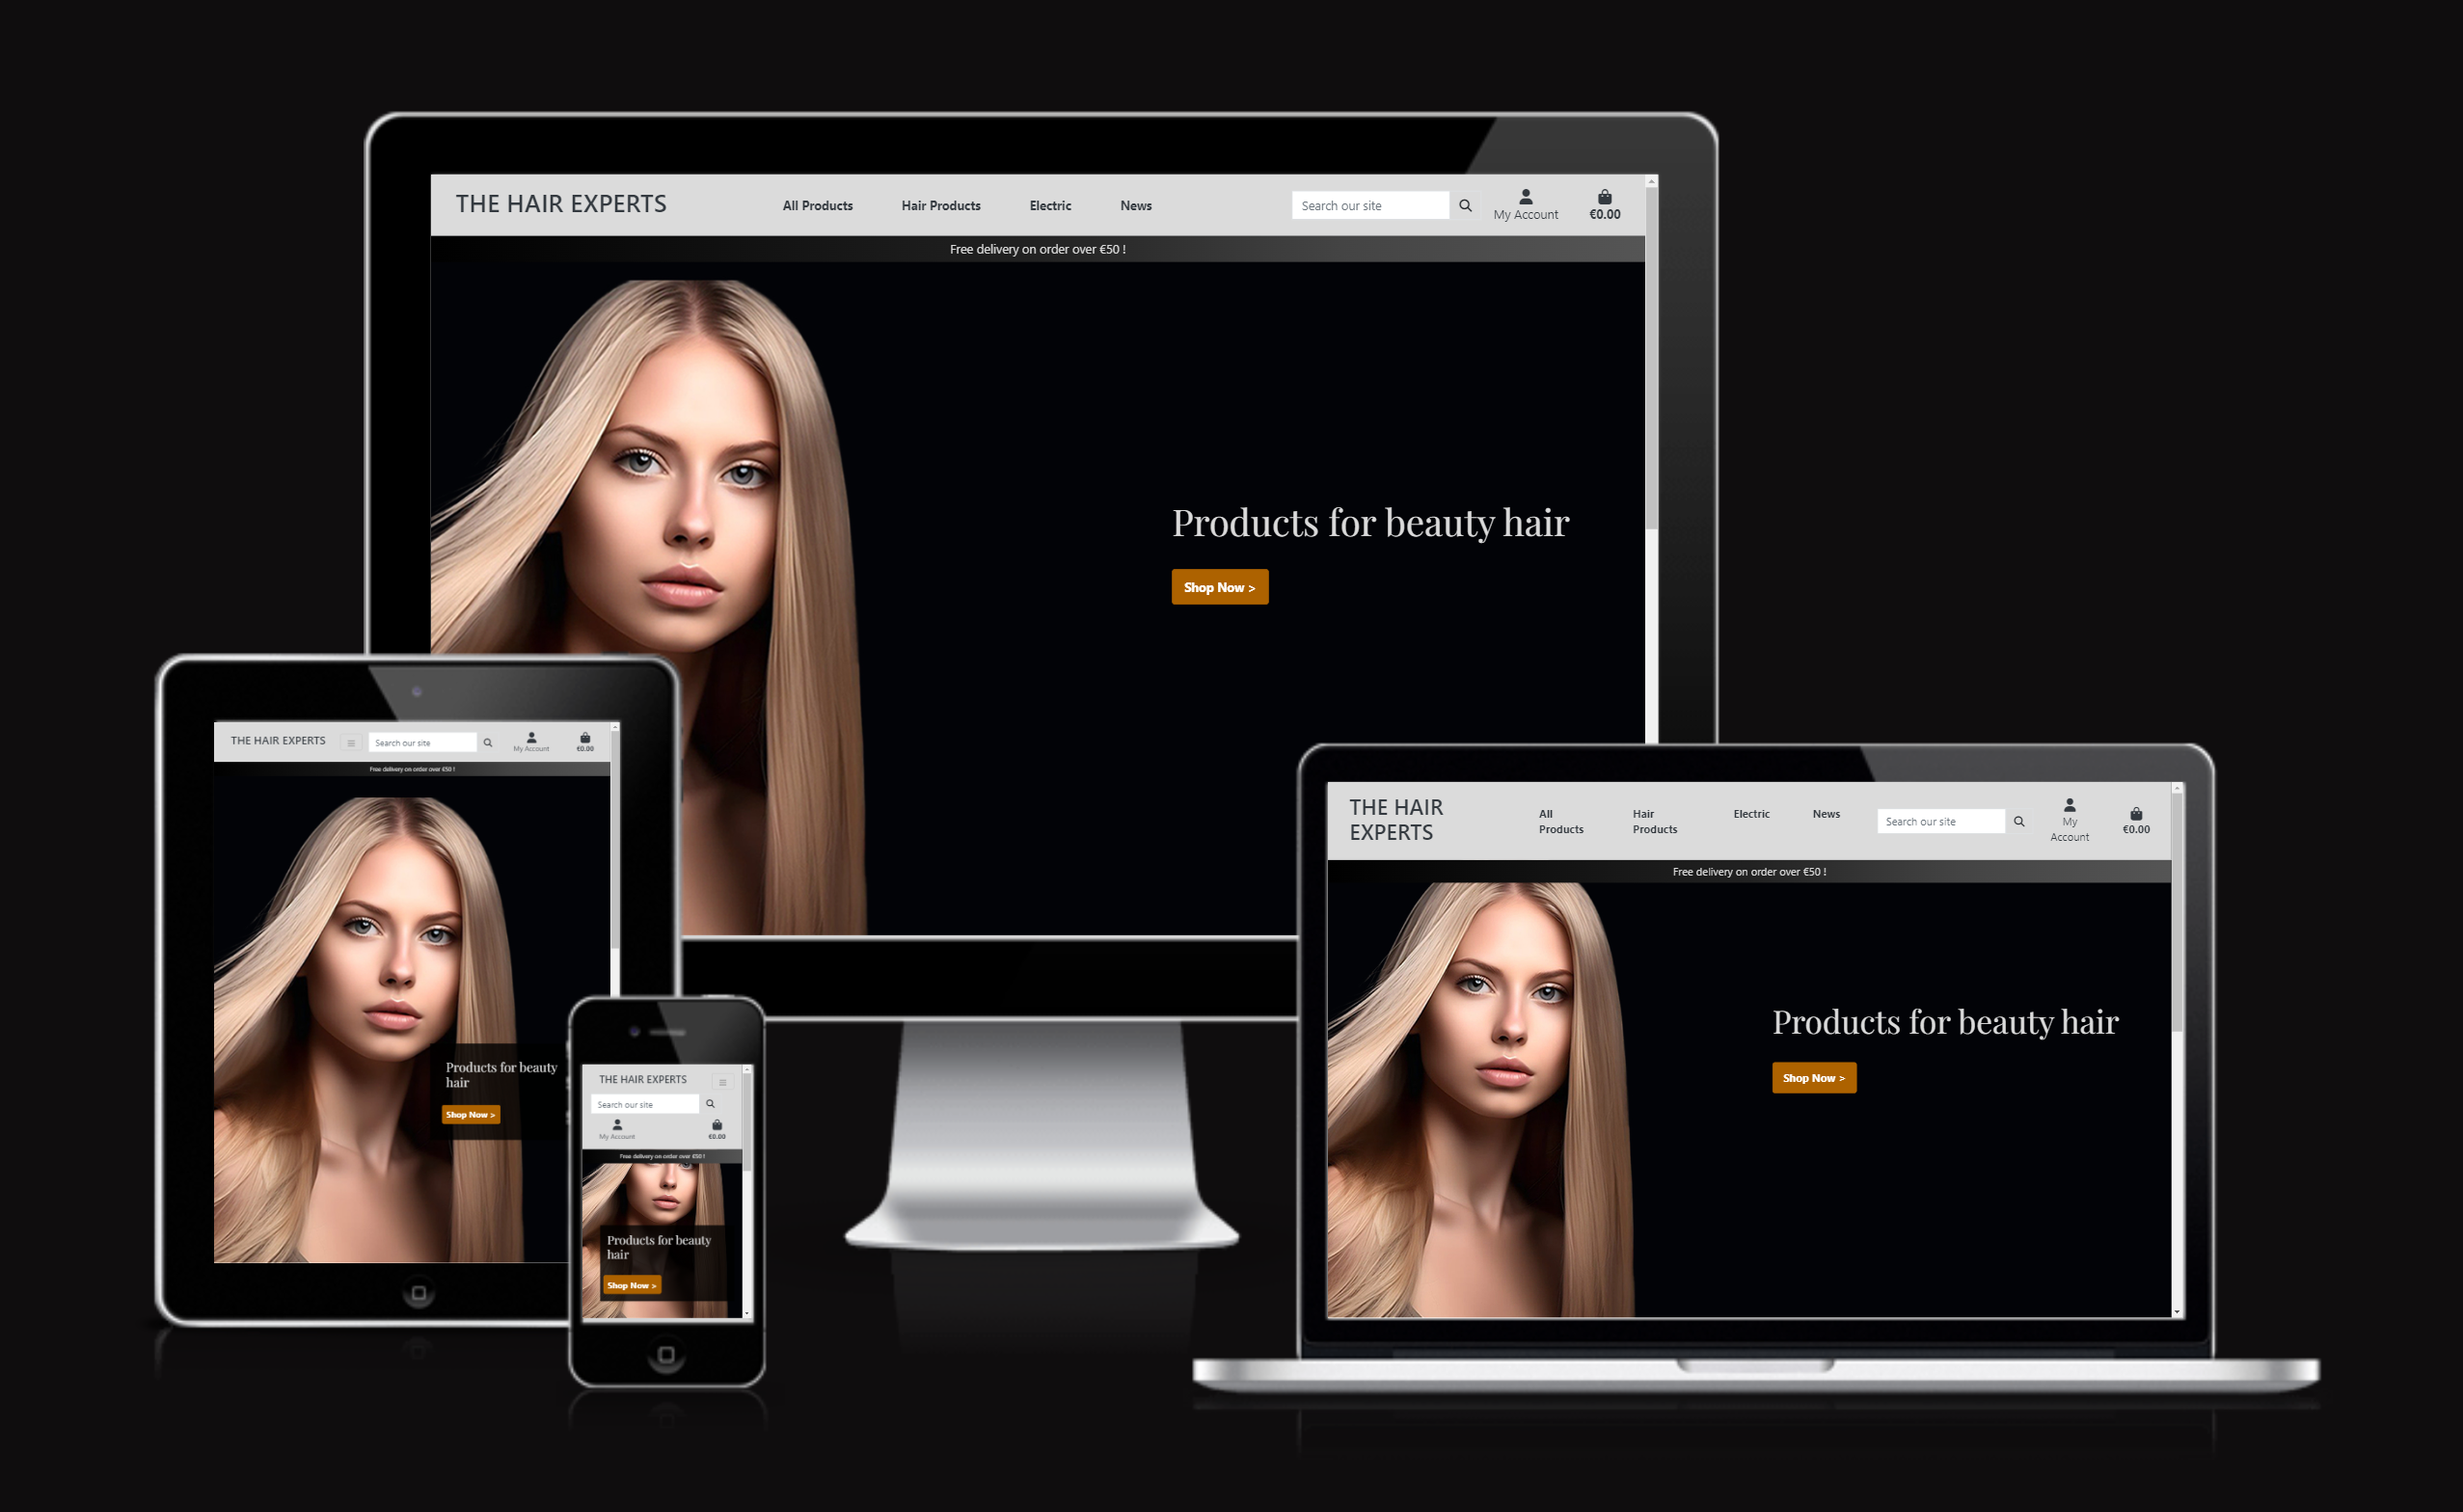 THE HAIR EXPERTS
All Products Hair Products Electric News
Search our site
My Account
€0.00
Free delivery on order over €50 !
Products for beauty hair
Shop Now >
THE HAIR EXPERTS
Search our site
My Account
€0.00
Free delivery on order over €50 !
Products for beauty
hair
Shop Now >
THE HAIR EXPERTS
Search our site
My Account
€0.00
Free delivery on order over €50 !
Products for beauty
hair
Shop Now >
THE HAIR
EXPERTS
All
Products
Hair
Products
Electric
News
Search our site
My
Account
€0.00
Free delivery on order over €50 !
Products for beauty hair
Shop Now >